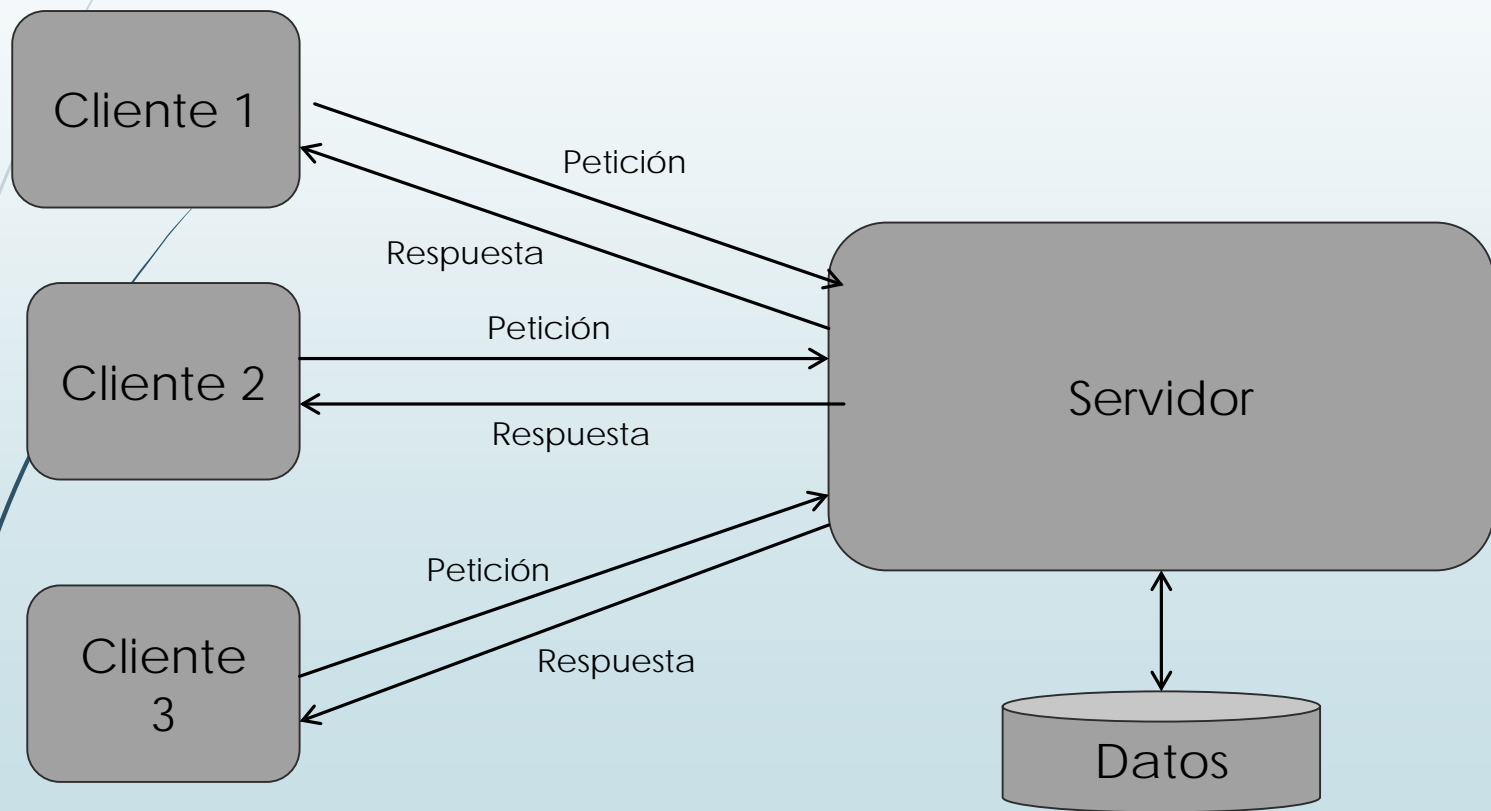 Cliente 1
Petición
Respuesta
Petición
Cliente 2
Servidor
Respuesta
Petición
Cliente
3
Respuesta
Datos